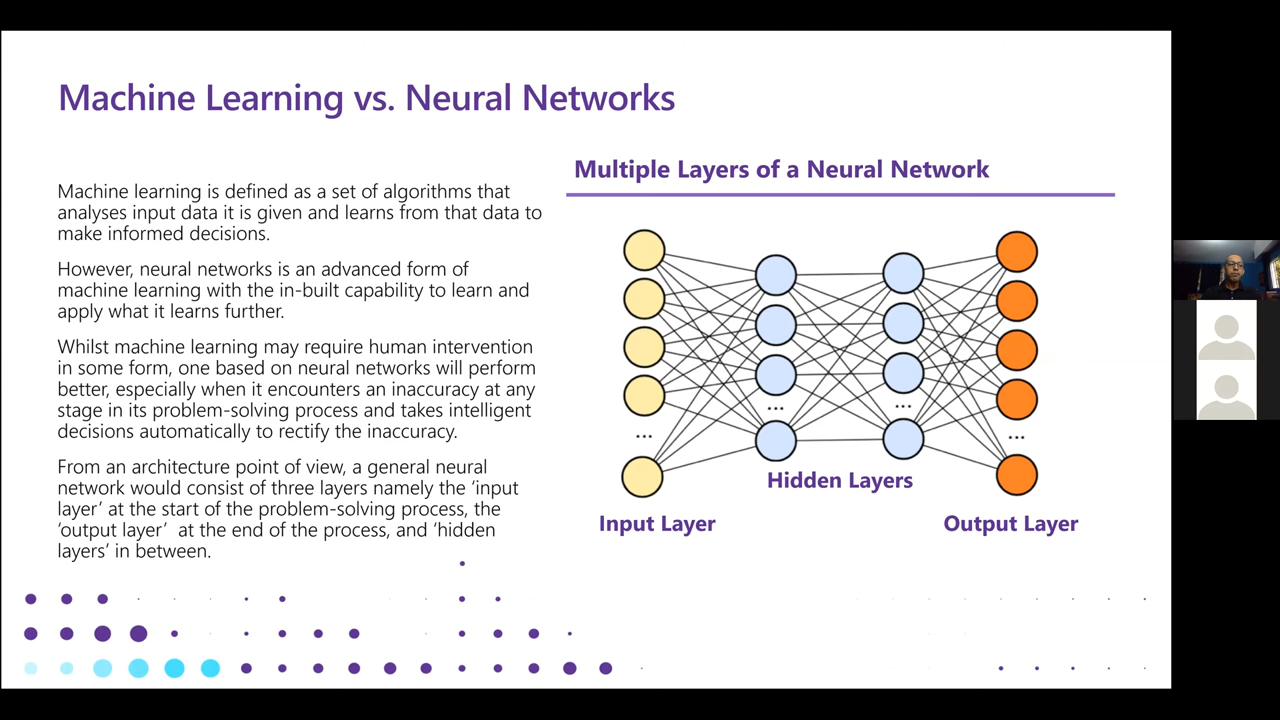 Machine Learning vs. Neural Networks
Machine learning is defined as a set of algorithms that
analyses input data it is given and learns from that data to
make informed decisions.
However, neural networks is an advanced form of
machine learning with the in-built capability to learn and
apply what it learns further.
Whilst machine learning may require human intervention
in some form, one based on neural networks will perform
better, especially when it encounters an inaccuracy at any
stage in its problem-solving process and takes intelligent
decisions automatically to rectify the inaccuracy.
From an architecture point of view, a general neural
network would consist of three layers namely the ‘input
layer’ at the start of the problem-solving process, the
‘output layer’ at the end of the process, and ‘hidden
layers’ in between.
Multiple Layers of a Neural Network
...
...
...
...
Hidden Layers
Input Layer
Output Layer